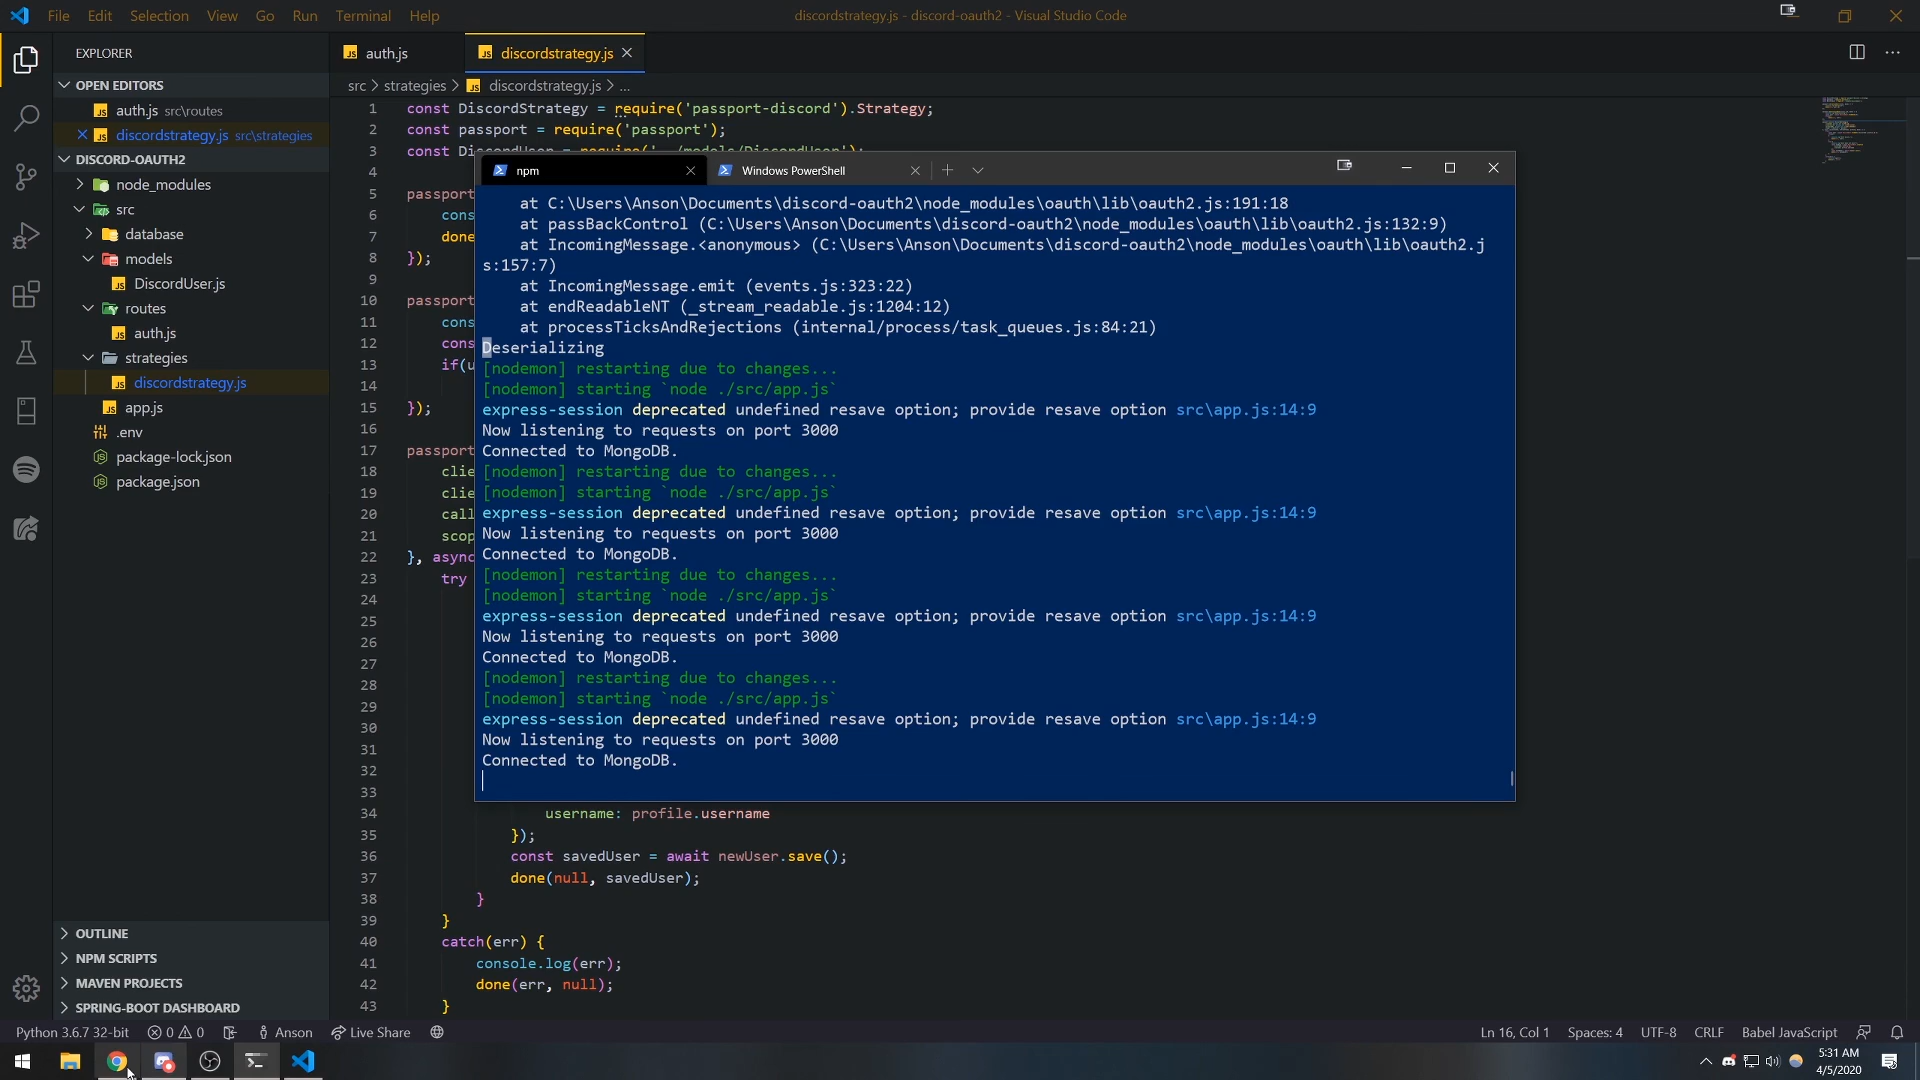 File Edit Selection View Go Run Terminal Help
discordstrategy.js - discord-oauth2 - Visual Studio Code
EXPLORER
OPEN EDITORS
auth.js src\routes
discordstrategy.js src\strategies
DISCORD-OAUTH2
node_modules
src
database
models
DiscordUser.js
routes
auth.js
strategies
discordstrategy.js
app.js
.env
package-lock.json
package.json
OUTLINE
NPM SCRIPTS
MAVEN PROJECTS
SPRING-BOOT DASHBOARD
auth.js
discordstrategy.js
src > strategies > discordstrategy.js > ...
1 const DiscordStrategy = require('passport-discord').Strategy;
2 const passport = require('passport');
3 const DiscordUser = require('../models/DiscordUser');
4
5 passport
6 cons
7 done
8 });
9
10 passport
11 cons
12 cons
13 if(u
14
15 });
16
17 passport
18 clie
19 clie
20 call
21 scop
22 }, async
23 try
24
25
26
27
28
29
30
31
32
33
34 username: profile.username
35 });
36 const savedUser = await newUser.save();
37 done(null, savedUser);
38 }
39 }
40 catch(err) {
41 console.log(err);
42 done(err, null);
43 }
npm
Windows PowerShell
at C:\Users\Anson\Documents\discord-oauth2\node_modules\oauth\lib\oauth2.js:191:18
at passBackControl (C:\Users\Anson\Documents\discord-oauth2\node_modules\oauth\lib\oauth2.js:132:9)
at IncomingMessage.<anonymous> (C:\Users\Anson\Documents\discord-oauth2\node_modules\oauth\lib\oauth2.j
s:157:7)
at IncomingMessage.emit (events.js:323:22)
at endReadableNT (_stream_readable.js:1204:12)
at processTicksAndRejections (internal/process/task_queues.js:84:21)
Deserializing
[nodemon] restarting due to changes...
[nodemon] starting `node ./src/app.js`
express-session deprecated undefined resave option; provide resave option src\app.js:14:9
Now listening to requests on port 3000
Connected to MongoDB.
[nodemon] restarting due to changes...
[nodemon] starting `node ./src/app.js`
express-session deprecated undefined resave option; provide resave option src\app.js:14:9
Now listening to requests on port 3000
Connected to MongoDB.
[nodemon] restarting due to changes...
[nodemon] starting `node ./src/app.js`
express-session deprecated undefined resave option; provide resave option src\app.js:14:9
Now listening to requests on port 3000
Connected to MongoDB.
[nodemon] restarting due to changes...
[nodemon] starting `node ./src/app.js`
express-session deprecated undefined resave option; provide resave option src\app.js:14:9
Now listening to requests on port 3000
Connected to MongoDB.
Python 3.6.7 32-bit 0 0 Anson Live Share
Ln 16, Col 1 Spaces: 4 UTF-8 CRLF Babel JavaScript
5:31 AM
4/5/2020